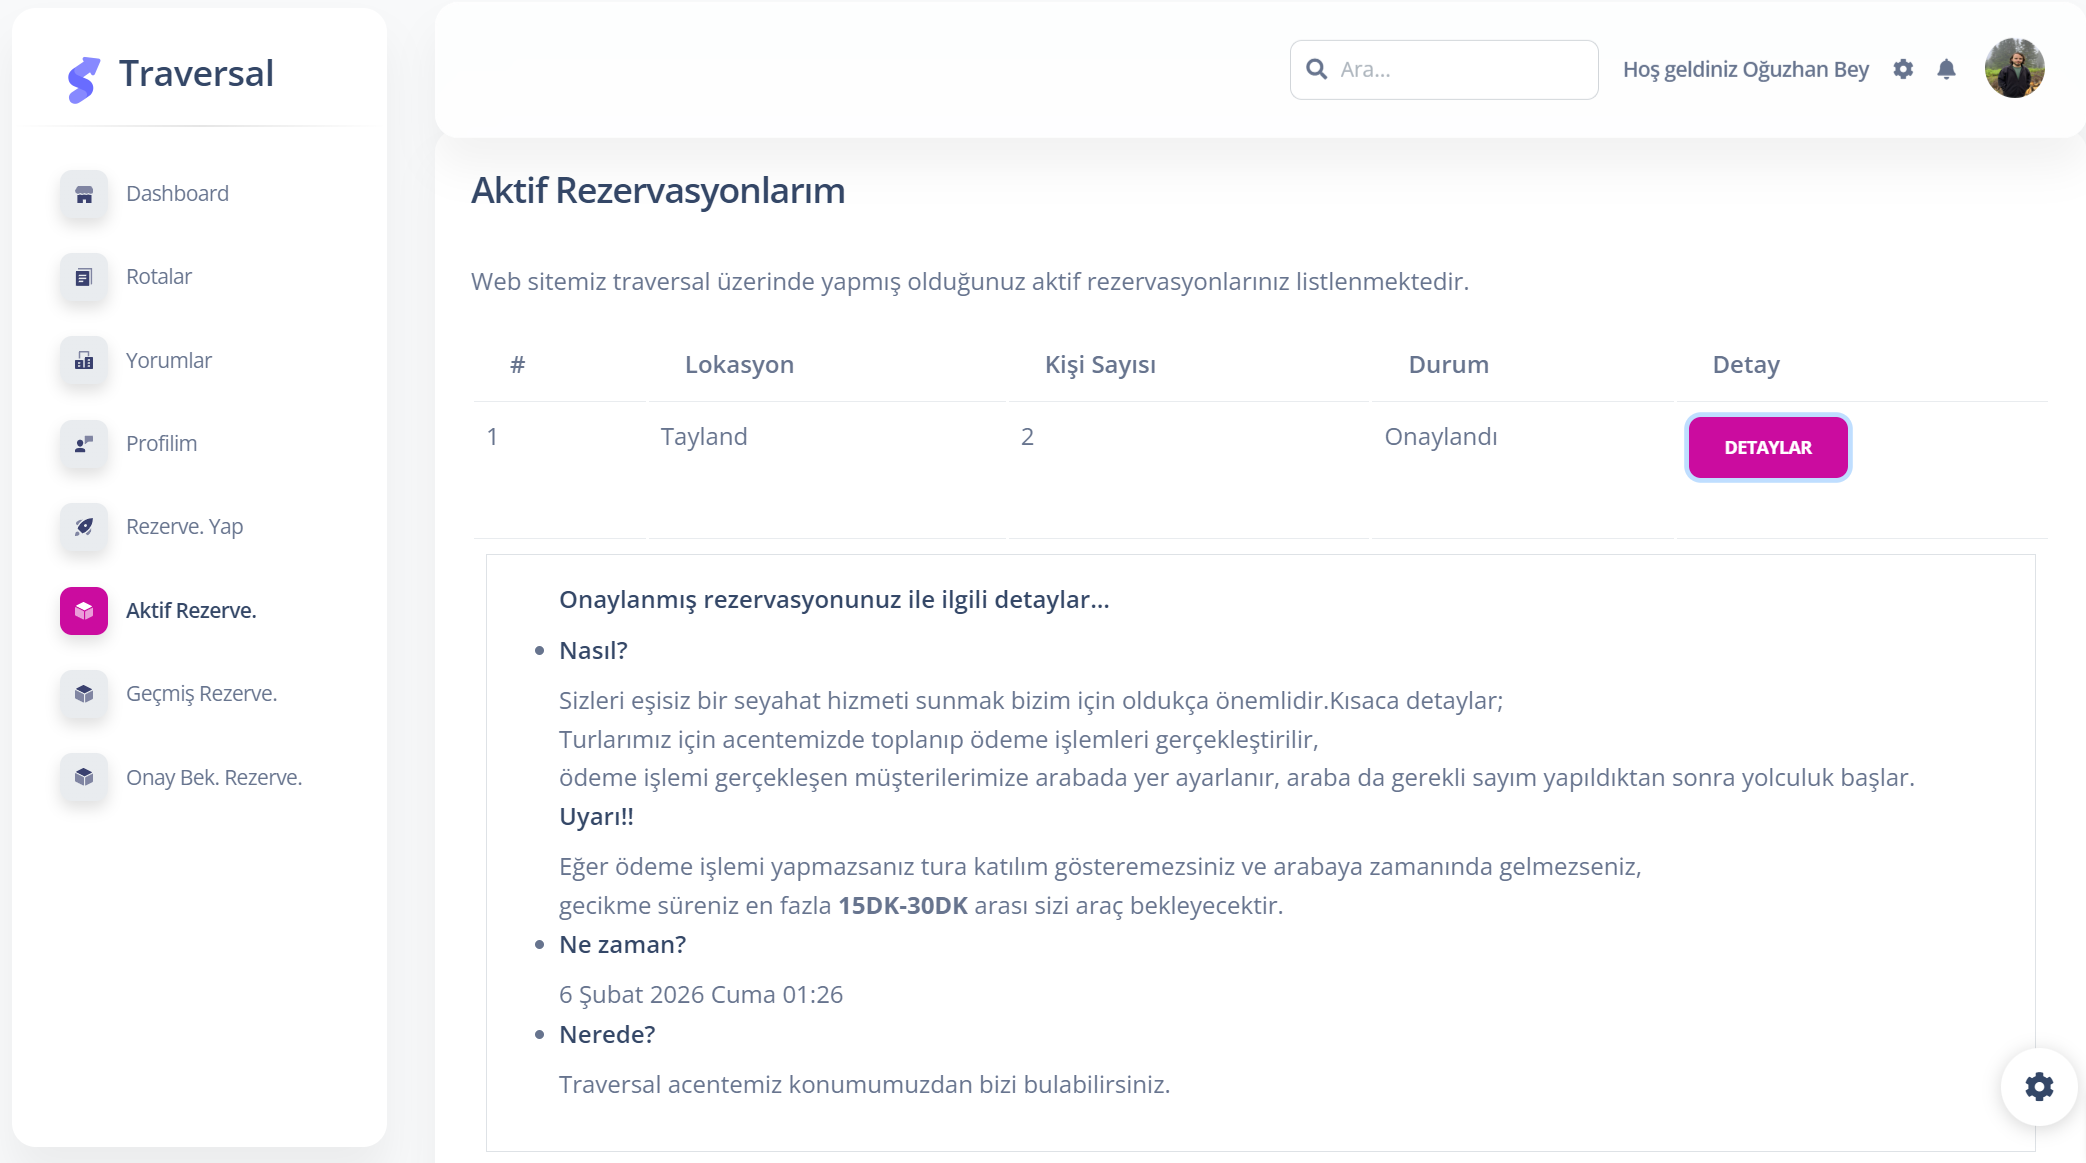 Traversal
Dashboard
Rotalar
Yorumlar
Profilim
Rezerve. Yap
Aktif Rezerve.
Geçmiş Rezerve.
Onay Bek. Rezerve.
Ara...
Hoş geldiniz Oğuzhan Bey
Aktif Rezervasyonlarım
Web sitemiz traversal üzerinde yapmış olduğunuz aktif rezervasyonlarınız listlenmektedir.
# Lokasyon Kişi Sayısı Durum Detay
1 Tayland 2 Onaylandı DETAYLAR
Onaylanmış rezervasyonunuz ile ilgili detaylar...
Nasıl?
Sizleri eşisiz bir seyahat hizmeti sunmak bizim için oldukça önemlidir.Kısaca detaylar;
Turlarımız için acentemizde toplanıp ödeme işlemleri gerçekleştirilir,
ödeme işlemi gerçekleşen müşterilerimize arabada yer ayarlanır, araba da gerekli sayım yapıldıktan sonra yolculuk başlar.
Uyarı!!
Eğer ödeme işlemi yapmazsanız tura katılım gösteremezsiniz ve arabaya zamanında gelmezseniz,
gecikme süreniz en fazla 15DK-30DK arası sizi araç bekleyecektir.
Ne zaman?
6 Şubat 2026 Cuma 01:26
Nerede?
Traversal acentemiz konumumuzdan bizi bulabilirsiniz.